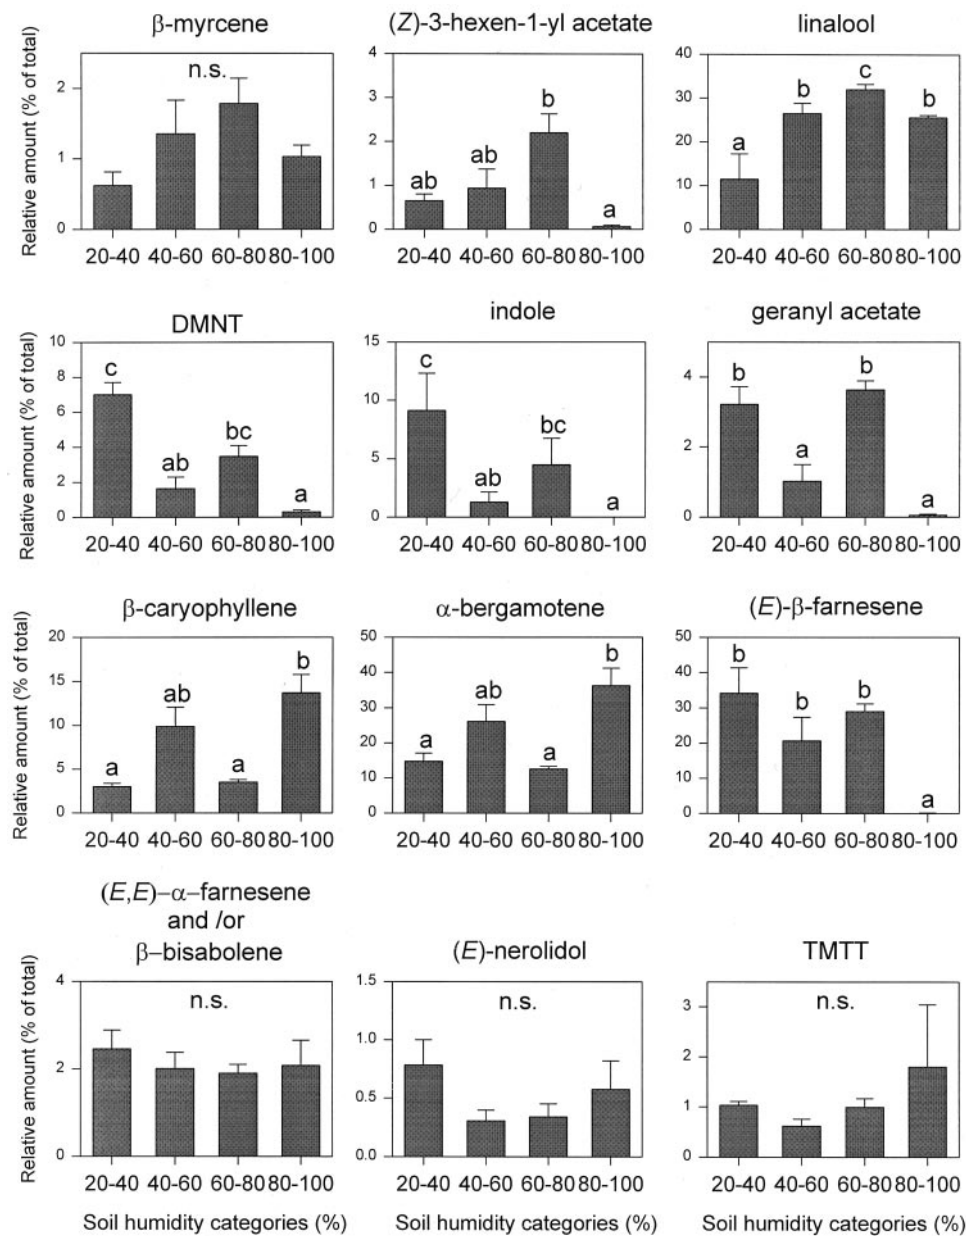 β-myrcene
(Z)-3-hexen-1-yl acetate
linalool
Relative amount (% of total)
2
1
0
n.s.
20-40 40-60 60-80 80-100
4
3
2
1
0
ab ab b a
20-40 40-60 60-80 80-100
40
30
20
10
0
a b c b
20-40 40-60 60-80 80-100
DMNT
indole
geranyl acetate
Relative amount (% of total)
10
8
6
4
2
0
c ab bc a
20-40 40-60 60-80 80-100
15
10
5
0
c ab bc a
20-40 40-60 60-80 80-100
4
2
0
b a b a
20-40 40-60 60-80 80-100
β-caryophyllene
α-bergamotene
(E)-β-farnesene
Relative amount (% of total)
20
15
10
5
0
a ab a b
20-40 40-60 60-80 80-100
50
40
30
20
10
0
a ab a b
20-40 40-60 60-80 80-100
50
40
30
20
10
0
b b b a
20-40 40-60 60-80 80-100
(E,E)-α-farnesene
and /or
β-bisabolene
(E)-nerolidol
TMTT
Relative amount (% of total)
4
2
0
n.s.
20-40 40-60 60-80 80-100
1.5
1.0
0.5
0.0
n.s.
20-40 40-60 60-80 80-100
3
2
1
0
n.s.
20-40 40-60 60-80 80-100
Soil humidity categories (%)
Soil humidity categories (%)
Soil humidity categories (%)